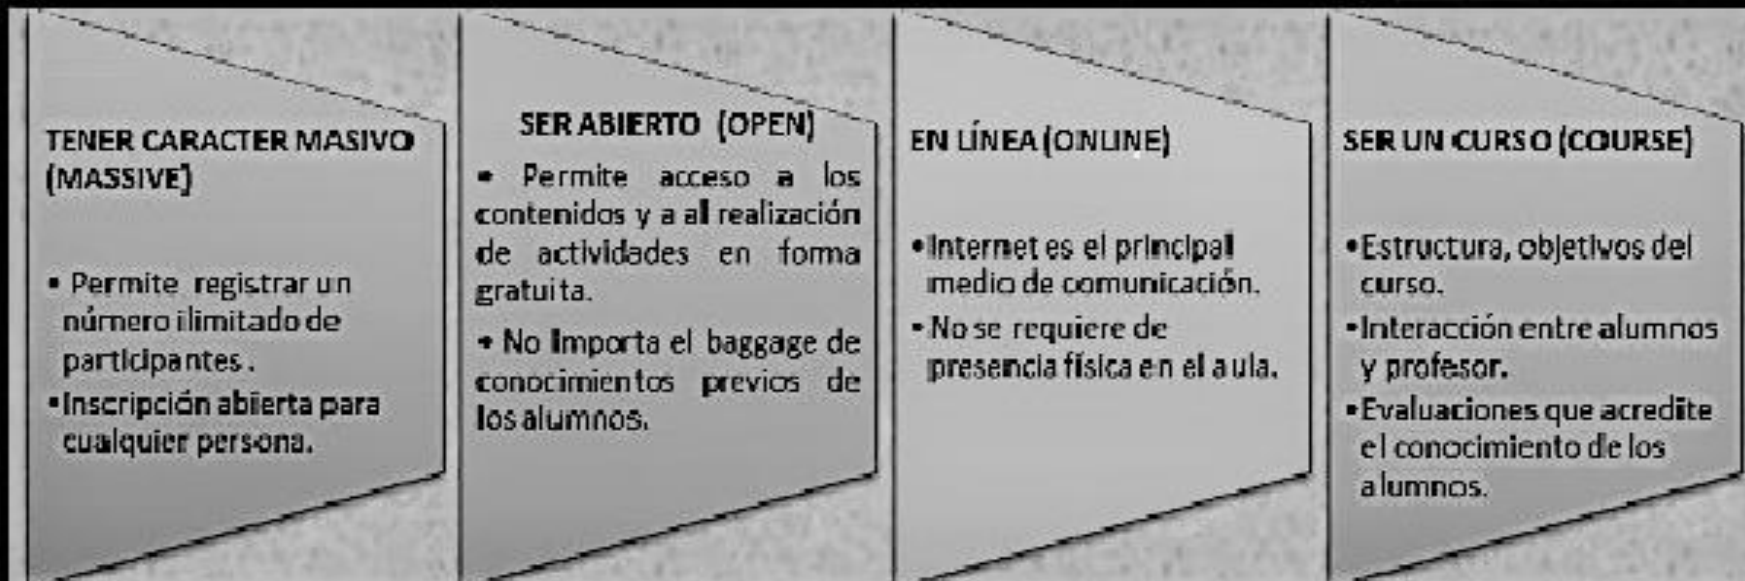 TENER CARACTER MASIVO
(MASSIVE)
• Permite registrar un
número ilimitado de
participantes.
•Inscripción abierta para
cualquier persona.
SER ABIERTO (OPEN)
• Permite acceso a los
contenidos y a al realización
de actividades en forma
gratuita.
• No Importa el baggage de
conocimientos previos de
los alumnos.
EN LÍNEA (ONLINE)
•Internet es el principal
medio de comunicación.
•No se requiere de
presencia física en el aula.
SER UN CURSO (COURSE)
•Estructura, objetivos del
curso.
•Interacción entre alumnos
y profesor.
•Evaluaciones que acredite
el conocimiento de los
alumnos.